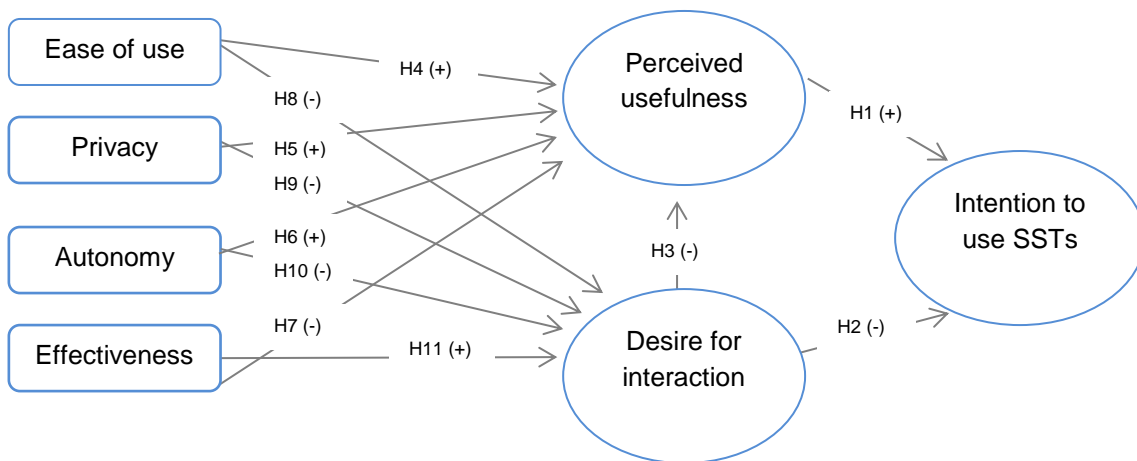 Ease of use
Privacy
Autonomy
Effectiveness
H4 (+)
H8 (-)
H5 (+)
H9 (-)
H6 (+)
H10 (-)
H7 (-)
H11 (+)
Perceived
usefulness
H3 (-)
Desire for
interaction
H1 (+)
H2 (-)
Intention to
use SSTs